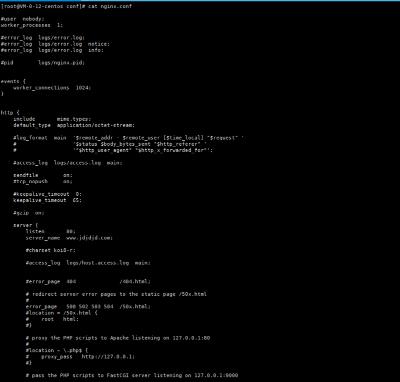 [root@VM-0-12-centos conf]# cat nginx.conf
#user  nobody;
worker_processes  1;
#error_log  logs/error.log;
#error_log  logs/error.log  notice;
#error_log  logs/error.log  info;
#pid        logs/nginx.pid;
events {
    worker_connections  1024;
}
http {
    include       mime.types;
    default_type  application/octet-stream;
    #log_format  main  '$remote_addr - $remote_user [$time_local] "$request" '
    #                  '$status $body_bytes_sent "$http_referer" '
    #                  '"$http_user_agent" "$http_x_forwarded_for"';
    #access_log  logs/access.log  main;
    sendfile        on;
    #tcp_nopush     on;
    #keepalive_timeout  0;
    keepalive_timeout  65;
    #gzip  on;
    server {
        listen       80;
        server_name  www.jdjdjd.com;
        #charset koi8-r;
        #access_log  logs/host.access.log  main;
        #error_page  404              /404.html;
        # redirect server error pages to the static page /50x.html
        #
        error_page   500 502 503 504  /50x.html;
        #location = /50x.html {
        #    root   html;
        #}
        # proxy the PHP scripts to Apache listening on 127.0.0.1:80
        #
        #location ~ \.php$ {
        #    proxy_pass   http://127.0.0.1;
        #}
        # pass the PHP scripts to FastCGI server listening on 127.0.0.1:9000